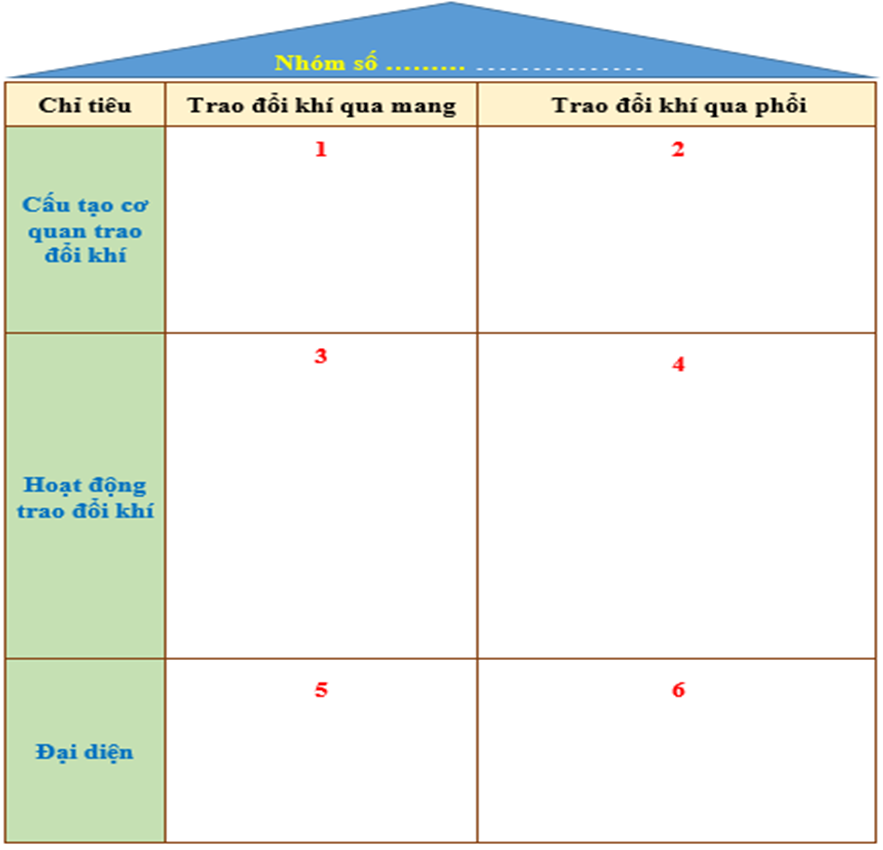 Nhóm số ......... - - - - - - - - - - - - - -
Chỉ tiêu
Trao đổi khí qua mang
Trao đổi khí qua phổi
Cấu tạo cơ
quan trao
đổi khí
1
2
Hoạt động
trao đổi khí
3
4
Đại diện
5
6